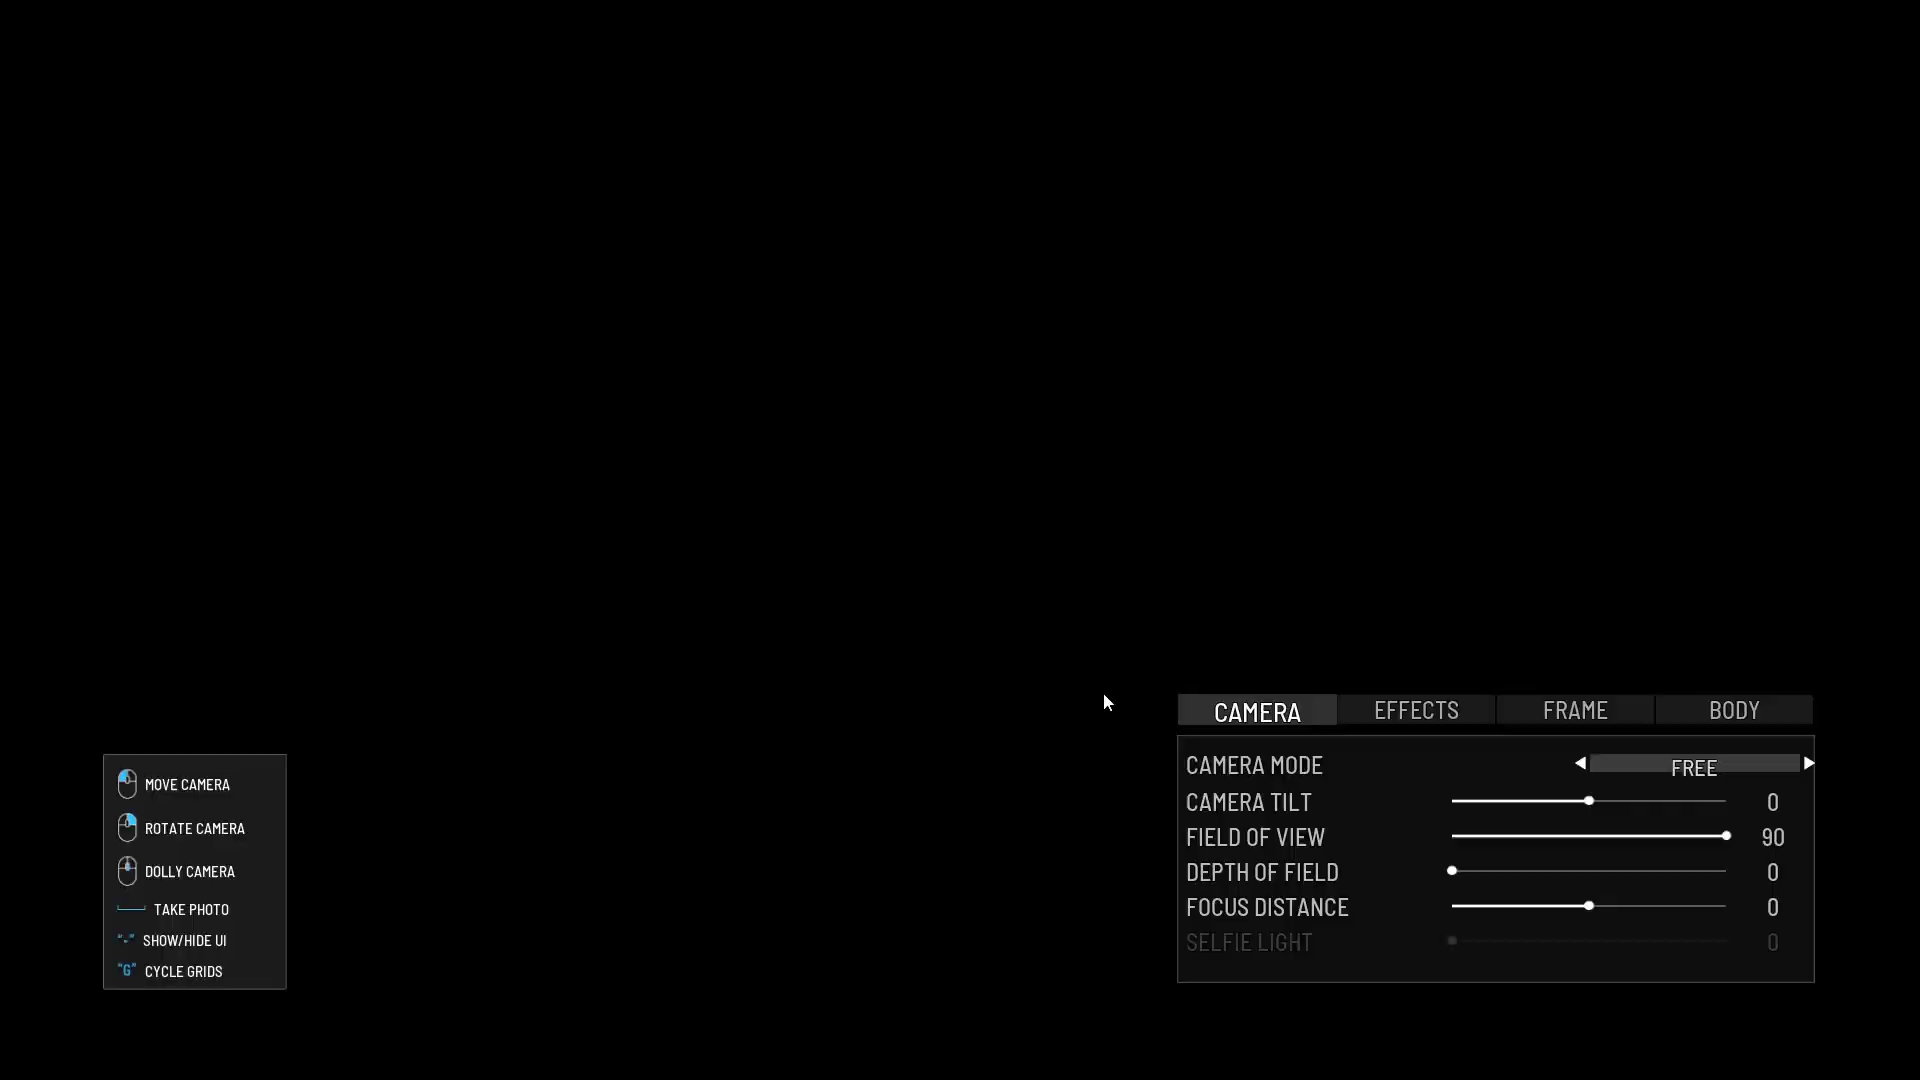 CAMERA EFFECTS FRAME BODY
CAMERA MODE FREE
CAMERA TILT 0
FIELD OF VIEW 90
DEPTH OF FIELD 0
FOCUS DISTANCE 0
SELFIE LIGHT 0
MOVE CAMERA
ROTATE CAMERA
DOLLY CAMERA
TAKE PHOTO
SHOW/HIDE UI
"G" CYCLE GRIDS